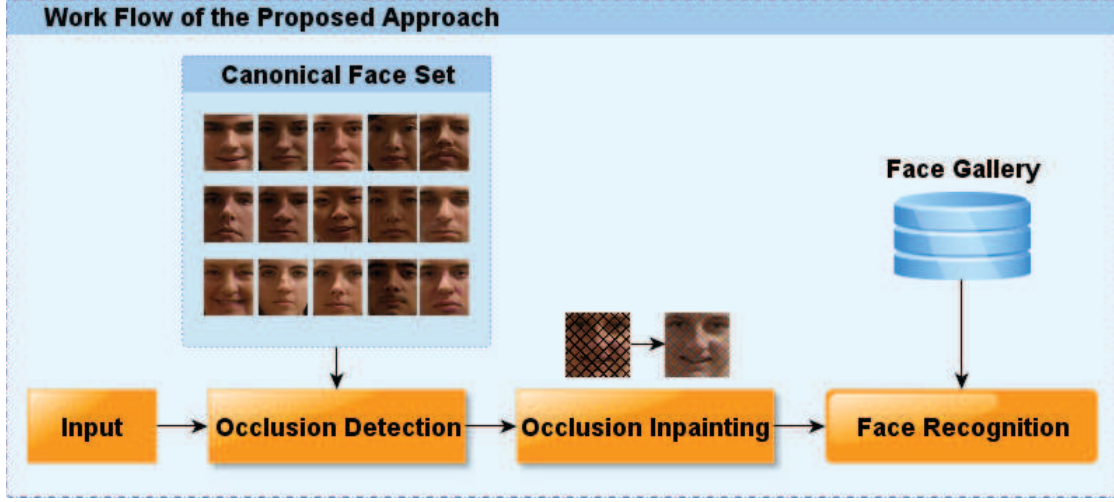 Work Flow of the Proposed Approach
Canonical Face Set
Face Gallery
Input
Occlusion Detection
Occlusion Inpainting
Face Recognition